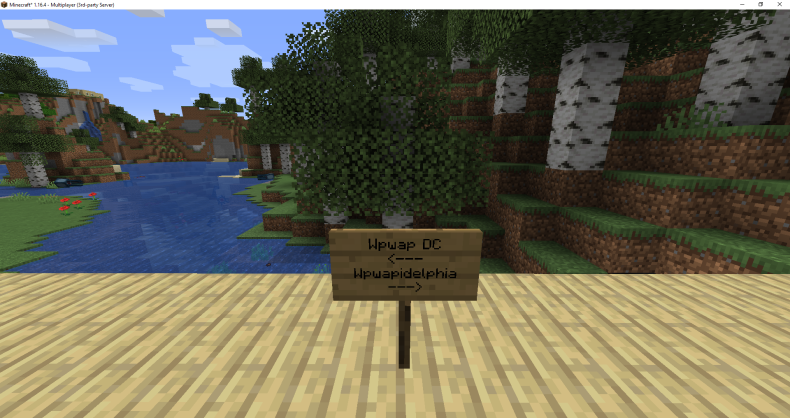 Minecraft* 1.16.4 - Multiplayer (3rd-party Server)
Wpwap DC
<---
Wpwapidelphia
--->